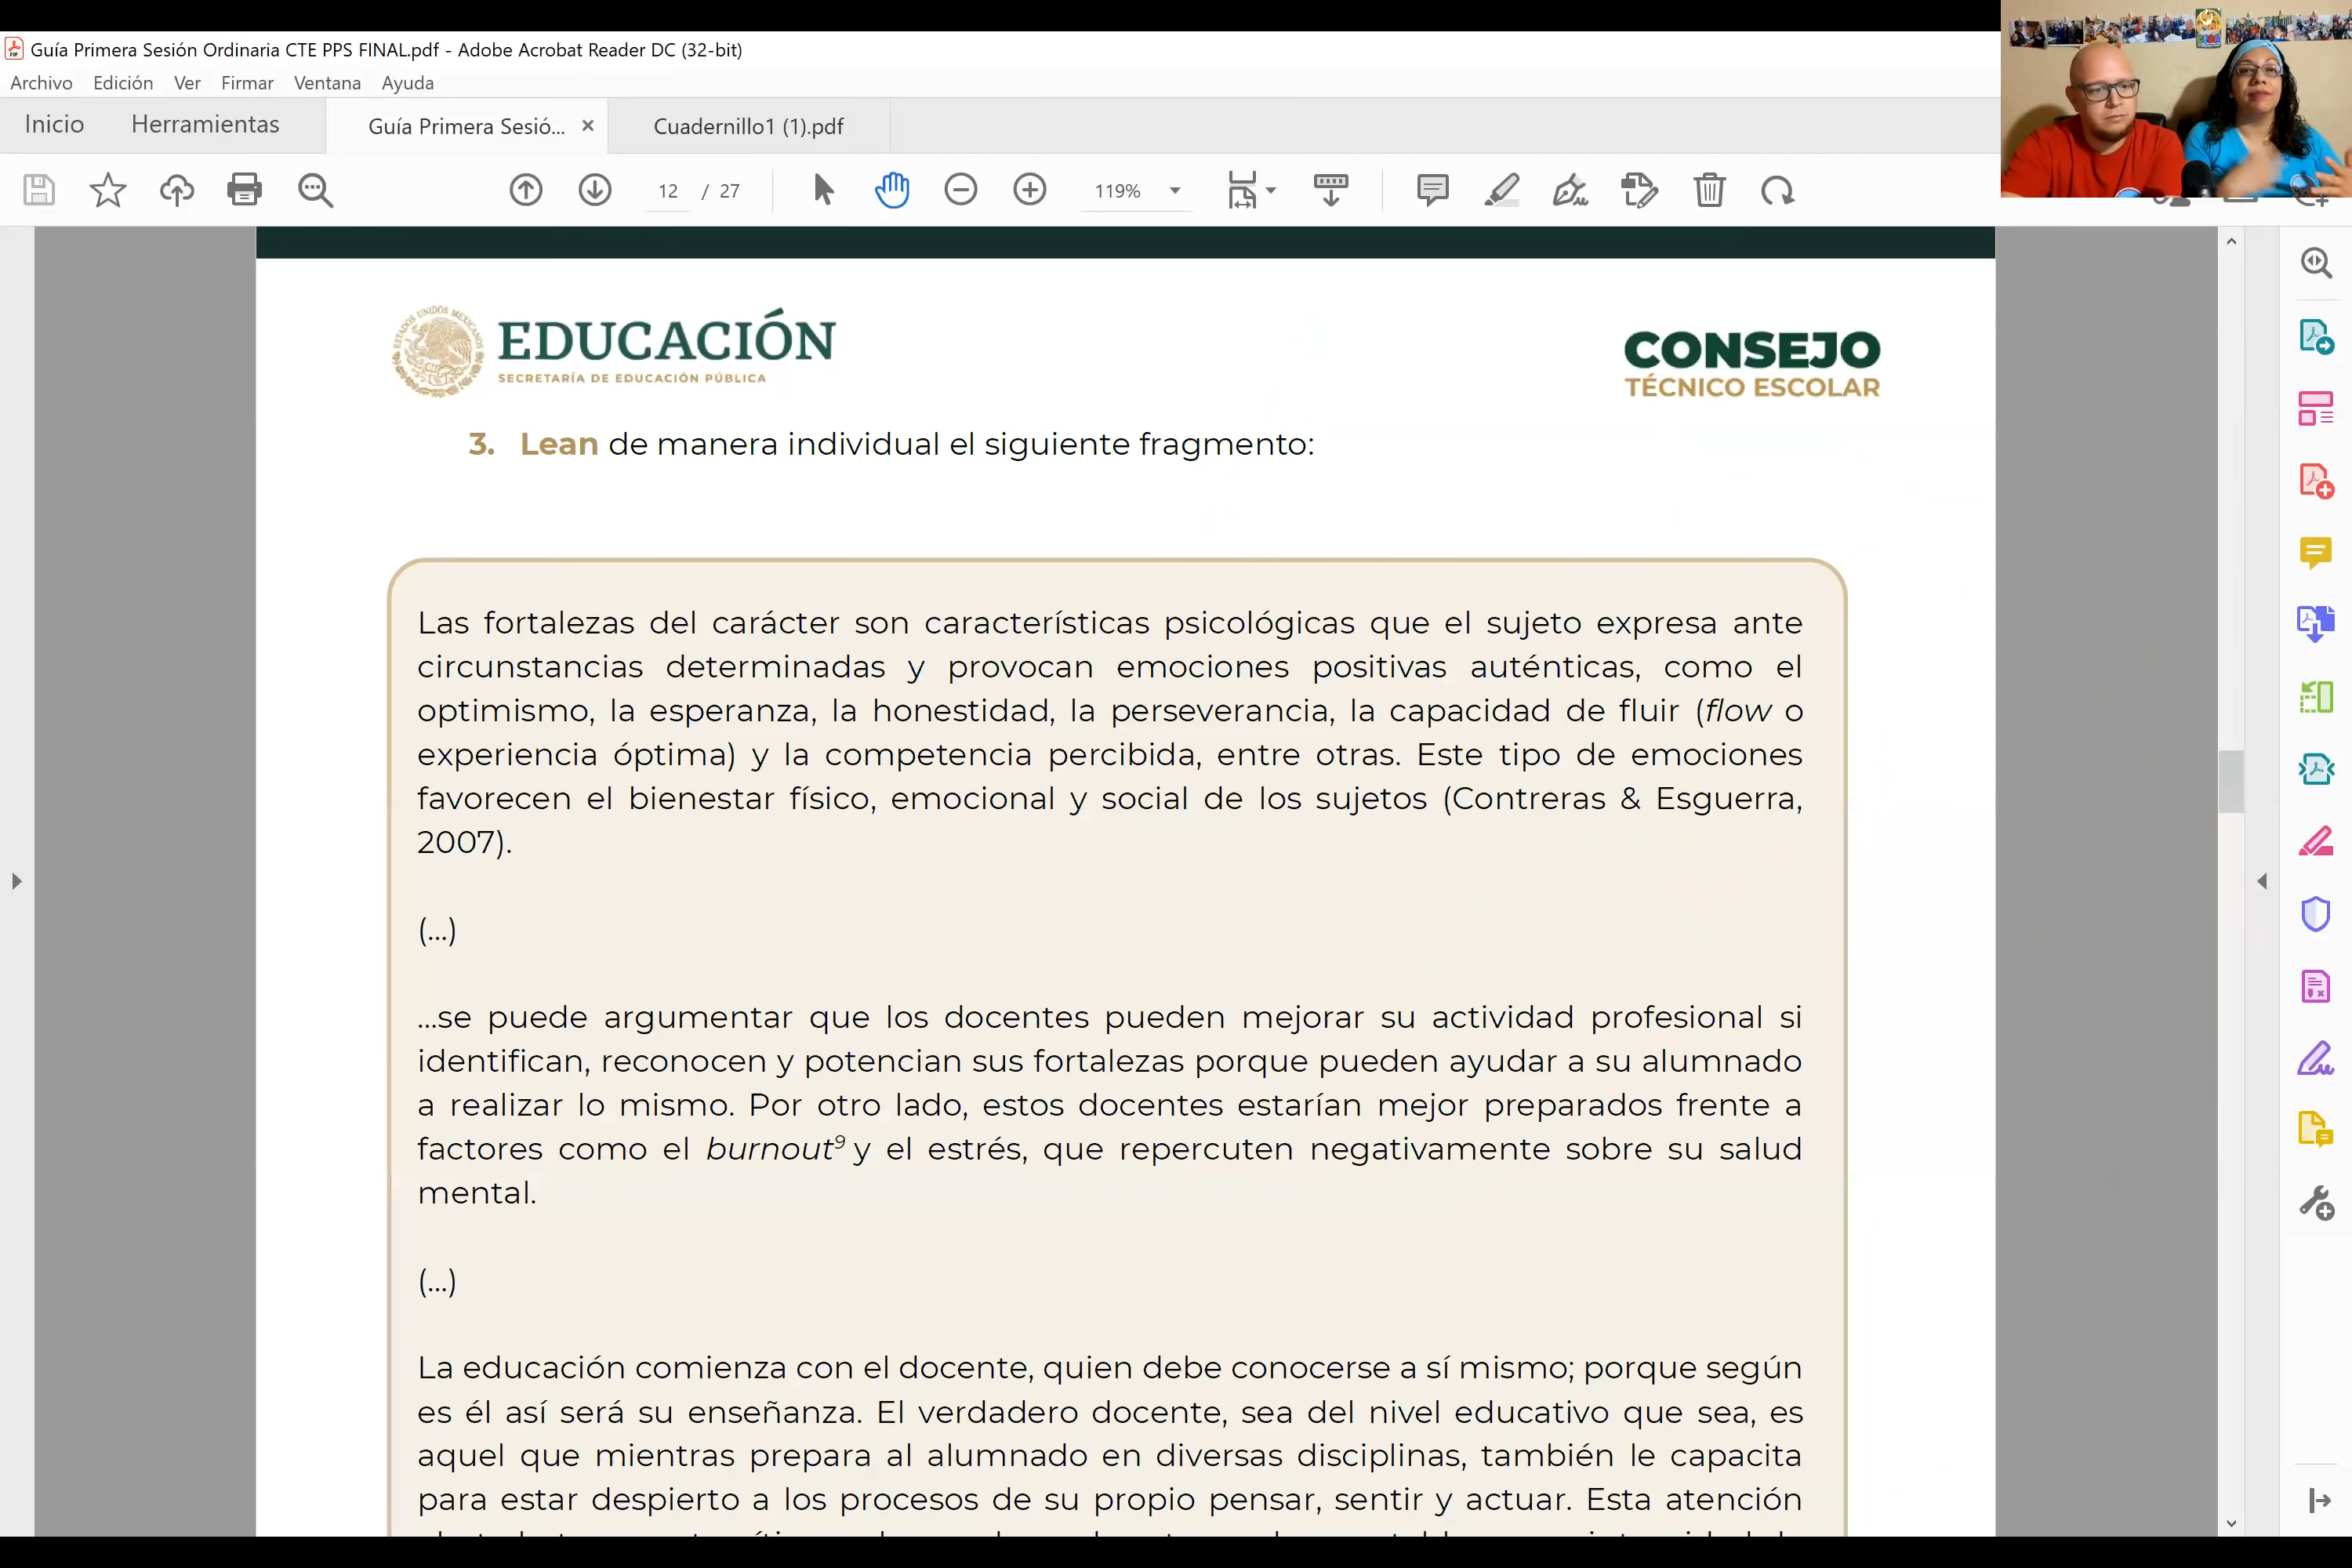 Guía Primera Sesión Ordinaria CTE PPS FINAL.pdf - Adobe Acrobat Reader DC (32-bit)
Archivo Edición Ver Firmar Ventana Ayuda
Inicio Herramientas Guía Primera Sesió... × Cuadernillo1 (1).pdf
12 / 27 119%
EDUCACIÓN
SECRETARÍA DE EDUCACIÓN PÚBLICA
ESTADOS UNIDOS MEXICANOS
CONSEJO
TÉCNICO ESCOLAR
3. Lean de manera individual el siguiente fragmento:
Las fortalezas del carácter son características psicológicas que el sujeto expresa ante
circunstancias determinadas y provocan emociones positivas auténticas, como el
optimismo, la esperanza, la honestidad, la perseverancia, la capacidad de fluir (flow o
experiencia óptima) y la competencia percibida, entre otras. Este tipo de emociones
favorecen el bienestar físico, emocional y social de los sujetos (Contreras & Esguerra,
2007).
(...)
...se puede argumentar que los docentes pueden mejorar su actividad profesional si
identifican, reconocen y potencian sus fortalezas porque pueden ayudar a su alumnado
a realizar lo mismo. Por otro lado, estos docentes estarían mejor preparados frente a
factores como el burnout⁹ y el estrés, que repercuten negativamente sobre su salud
mental.
(...)
La educación comienza con el docente, quien debe conocerse a sí mismo; porque según
es él así será su enseñanza. El verdadero docente, sea del nivel educativo que sea, es
aquel que mientras prepara al alumnado en diversas disciplinas, también le capacita
para estar despierto a los procesos de su propio pensar, sentir y actuar. Esta atención